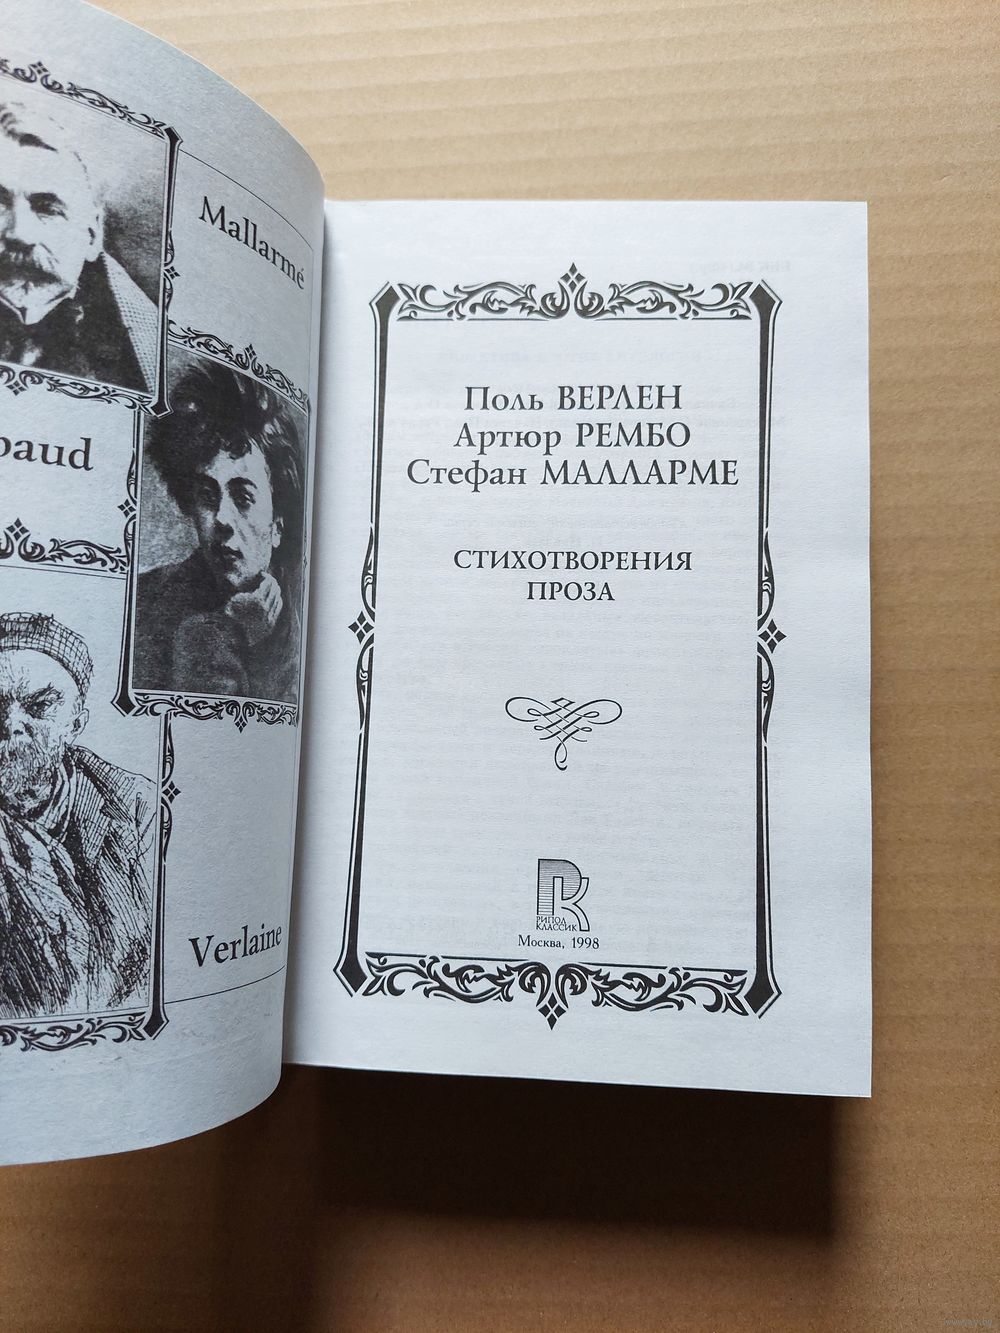 Mallarmé
baud
Verlaine
Поль ВЕРЛЕН
Артюр РЕМБО
Стефан МАЛЛАРМЕ
СТИХОТВОРЕНИЯ
ПРОЗА
РИПОЛ
КЛАССИК
Москва, 1998